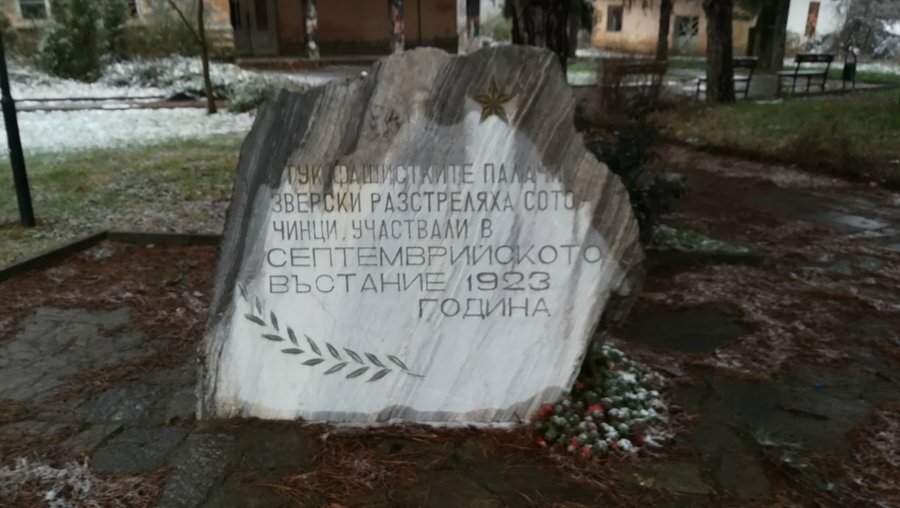 ТУК ФАШИСТКИТЕ ПАЛАЧИ
ЗВЕРСКИ РАЗСТРЕЛЯХА СОТО-
ЧИНЦИ, УЧАСТВАЛИ В
СЕПТЕМВРИЙСКОТО
ВЪСТАНИЕ 1923
ГОДИНА